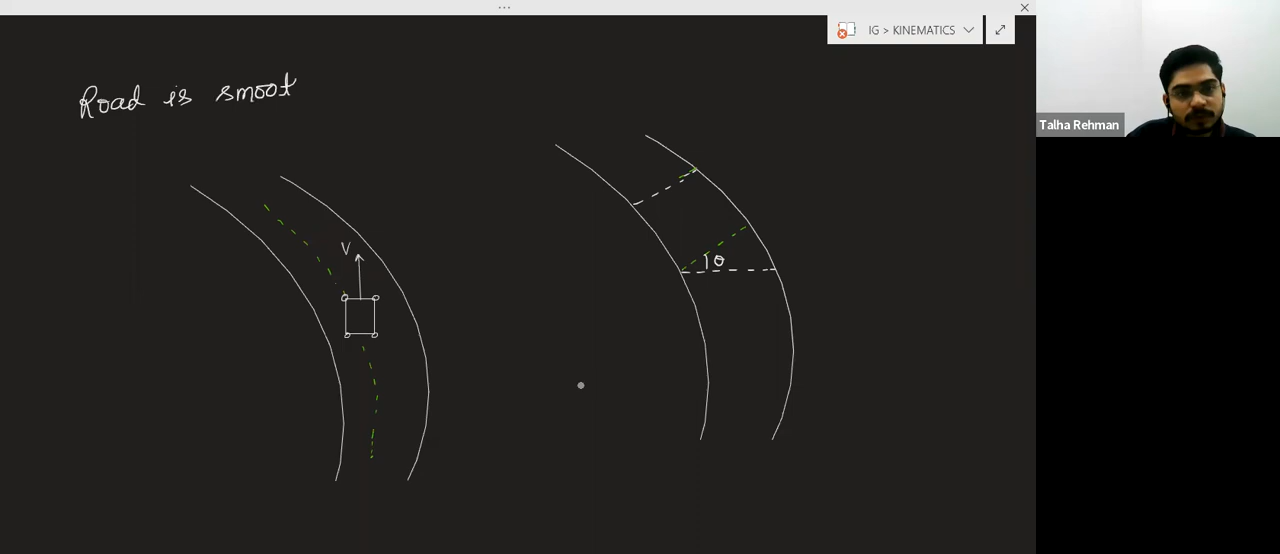 IG > KINEMATICS
Road is smoot
Talha Rehman
V
θ